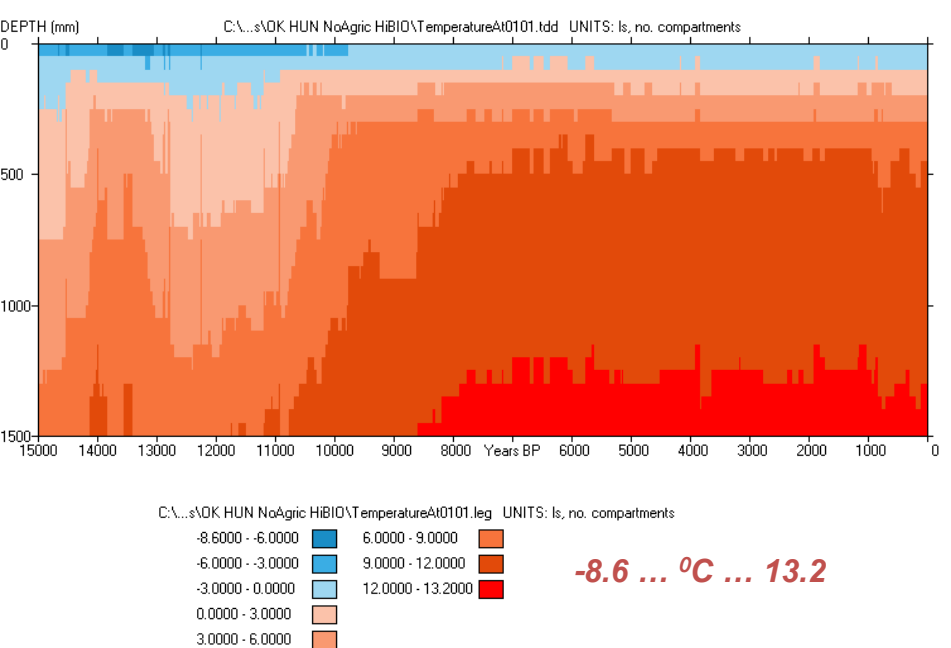 DEPTH (mm) C:\...s\OK HUN NoAgric HiBIO\TemperatureAt0101.tdd UNITS: ls, no. compartments
0
500
1000
1500
15000 14000 13000 12000 11000 10000 9000 8000 Years BP 6000 5000 4000 3000 2000 1000 0
C:\...s\OK HUN NoAgric HiBIO\TemperatureAt0101.leg UNITS: ls, no. compartments
-8.6000 - -6.0000 6.0000 - 9.0000
-6.0000 - -3.0000 9.0000 - 12.0000
-3.0000 - 0.0000 12.0000 - 13.2000
0.0000 - 3.0000
3.0000 - 6.0000
-8.6 … ⁰C … 13.2